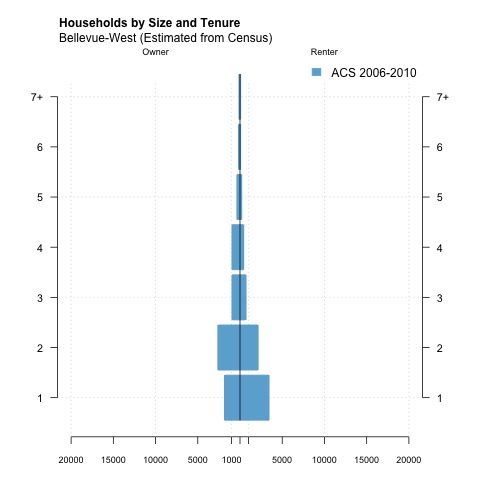 Households by Size and Tenure
Bellevue-West (Estimated from Census)
Owner Renter
ACS 2006-2010
7+ 7+
6 6
5 5
4 4
3 3
2 2
1 1
20000 15000 10000 5000 1000 5000 10000 15000 20000